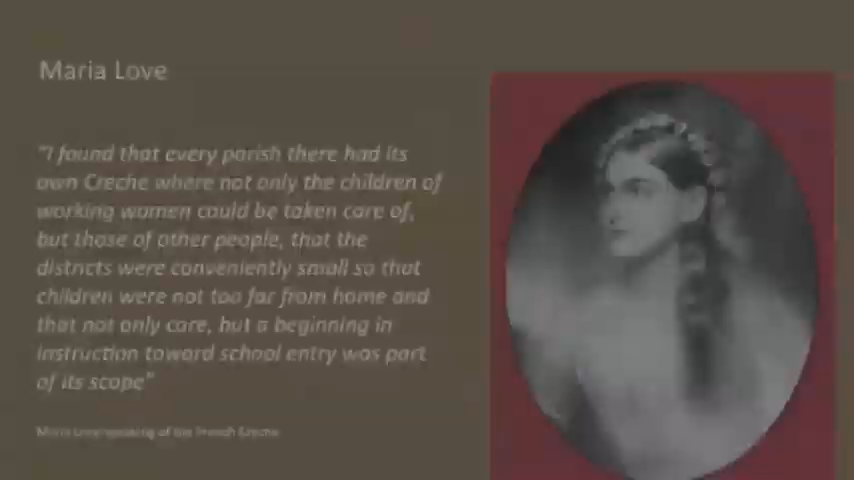 Maria Love
"I found that every parish there had its
own Creche where not only the children of
working women could be taken care of,
but those of other people, that the
districts were conveniently small so that
children were not too far from home and
that not only care, but a beginning in
instruction toward school entry was part
of its scope"
Maria Love speaking of the French Creche